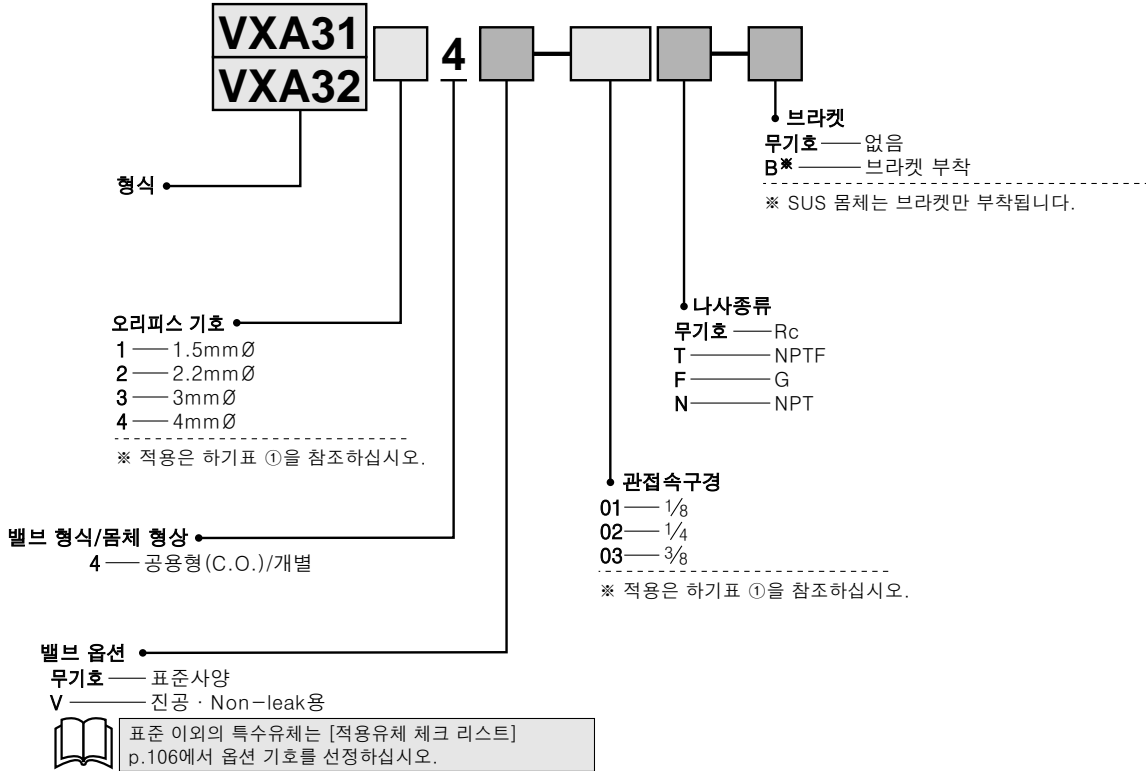 VXA31
VXA32
4
브라켓
무기호 — 없음
B※ — 브라켓 부착
※ SUS 몸체는 브라켓만 부착됩니다.
형식
나사종류
무기호 — Rc
T — NPTF
F — G
N — NPT
오리피스 기호
1 — 1.5mmØ
2 — 2.2mmØ
3 — 3mmØ
4 — 4mmØ
※ 적용은 하기표 ①을 참조하십시오.
관접속구경
01 — 1/8
02 — 1/4
03 — 3/8
※ 적용은 하기표 ①을 참조하십시오.
밸브 형식/몸체 형상
4 — 공용형(C.O.)/개별
밸브 옵션
무기호 — 표준사양
V — 진공 · Non-leak용
표준 이외의 특수유체는 [적용유체 체크 리스트]
p.106에서 옵션 기호를 선정하십시오.